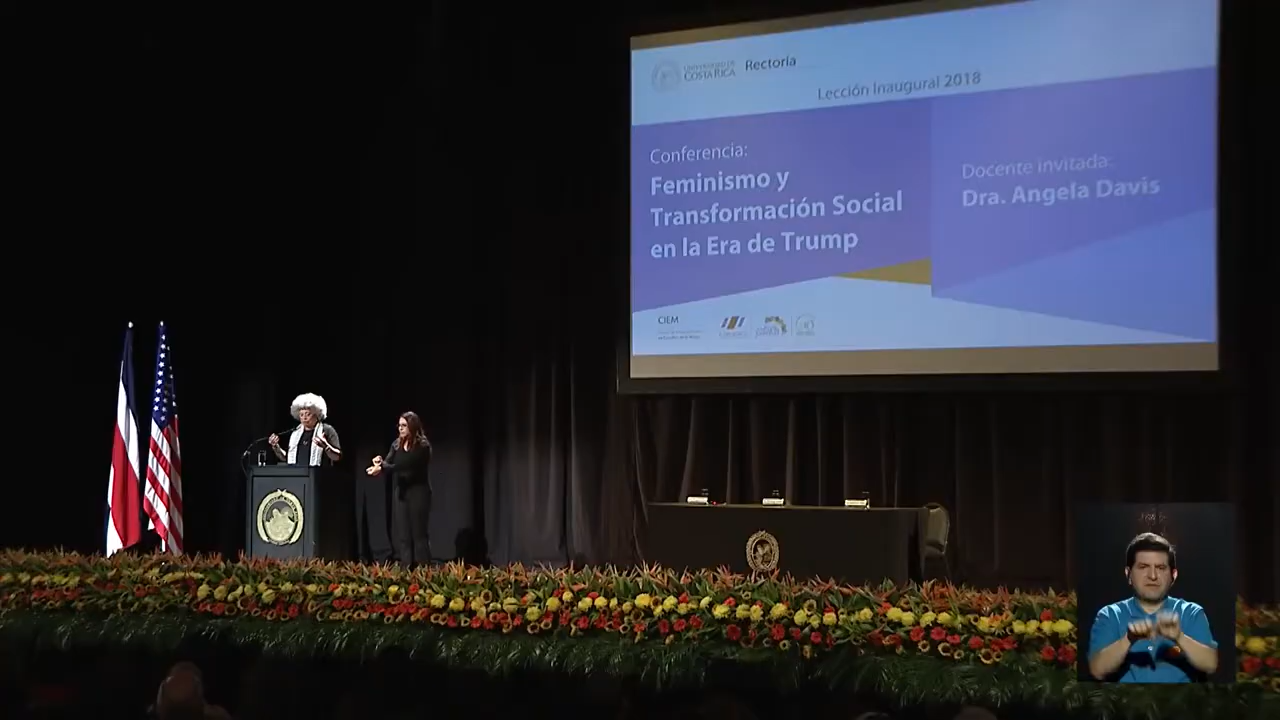 UNIVERSIDAD DE
COSTA RICA
Rectoría
Lección Inaugural 2018
Conferencia:
Feminismo y
Transformación Social
en la Era de Trump
Docente invitada:
Dra. Angela Davis
CIEM